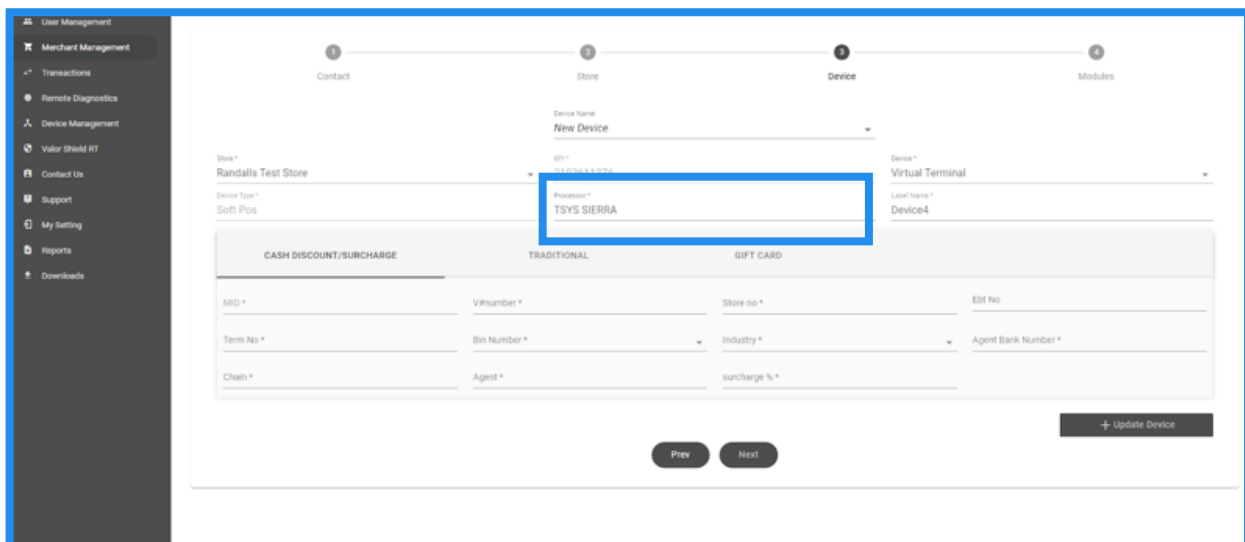 User Management
Merchant Management
Transactions
Remote Diagnostics
Device Management
Valor Shield RT
Contact Us
Support
My Setting
Reports
Downloads
1 2 3 4
Contact Store Device Modules
Device Name
New Device
Store * EPI * Device *
Randalls Test Store Virtual Terminal
Device Type * Processor * Label Name *
Soft Pos TSYS SIERRA Device4
CASH DISCOUNT/SURCHARGE TRADITIONAL GIFT CARD
MID * V#number * Store no * Ebt No
Term No * Bin Number * Industry * Agent Bank Number *
Chain * Agent * surcharge % *
+ Update Device
Prev Next